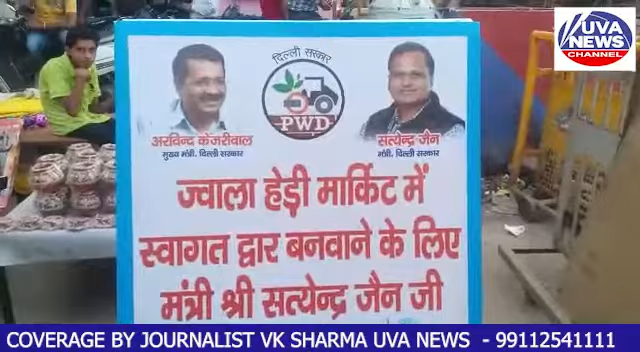 UVA
NEWS
CHANNEL
दिल्ली सरकार
PWD
अरविन्द केजरीवाल
मुख्य मंत्री, दिल्ली सरकार
सत्येन्द्र जैन
मंत्री, दिल्ली सरकार
ज्वाला हेड़ी मार्किट में
स्वागत द्वार बनवाने के लिए
मंत्री श्री सत्येन्द्र जैन जी
COVERAGE BY JOURNALIST VK SHARMA UVA NEWS - 99112541111